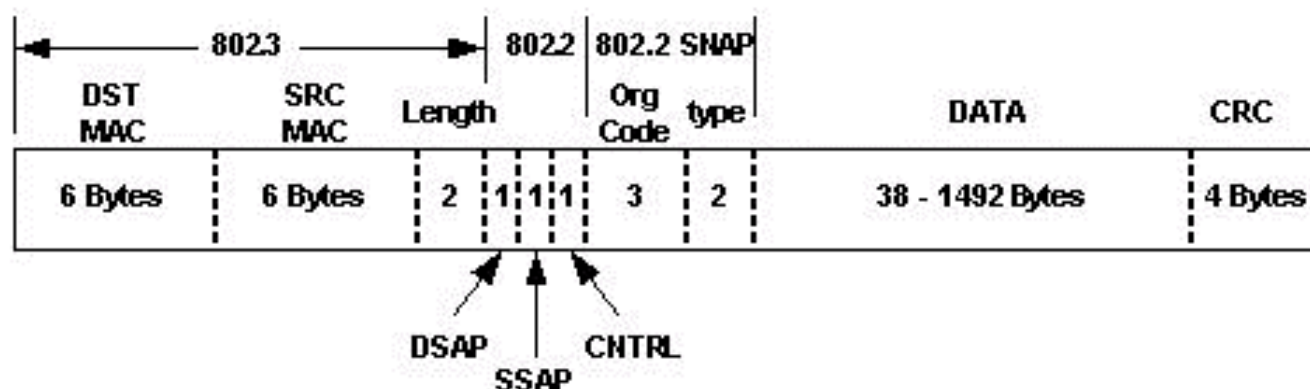 802.3 802.2 802.2 SNAP
DST MAC SRC MAC Length Org Code type DATA CRC
6 Bytes 6 Bytes 2 1 1 1 3 2 38 - 1492 Bytes 4 Bytes
DSAP CNTRL
SSAP